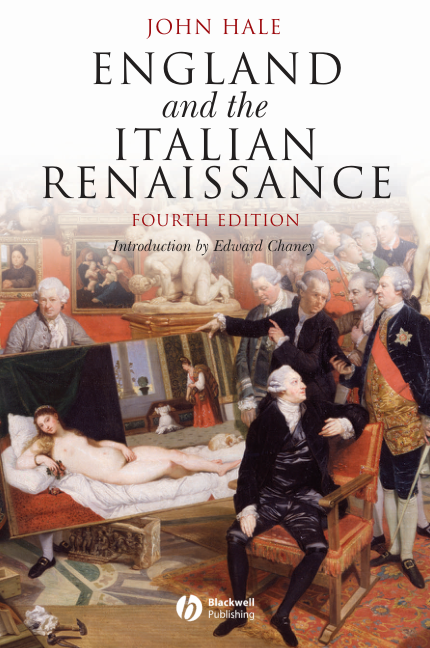 JOHN HALE
ENGLAND
and the
ITALIAN
RENAISSANCE
FOURTH EDITION
Introduction by Edward Chaney
b
Blackwell
Publishing